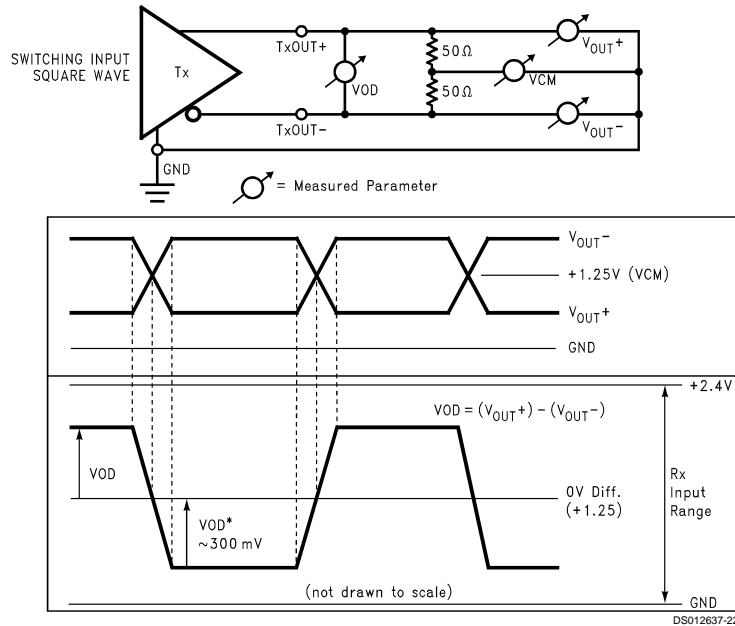 SWITCHING INPUT
SQUARE WAVE
Tx
TxOUT+
TxOUT-
VOD
50Ω
50Ω
VOUT+
VCM
VOUT-
GND
= Measured Parameter
VOUT-
+1.25V (VCM)
VOUT+
GND
+2.4V
VOD = (VOUT+) - (VOUT-)
VOD
0V Diff.
(+1.25)
Rx
Input
Range
VOD*
~300 mV
(not drawn to scale)
GND
DS012637-22